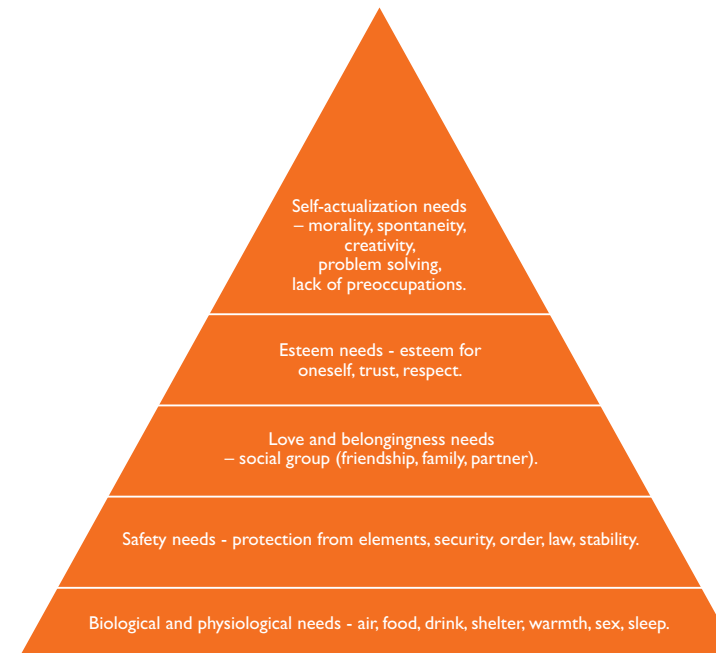 Self-actualization needs
– morality, spontaneity,
creativity,
problem solving,
lack of preoccupations.
Esteem needs - esteem for
oneself, trust, respect.
Love and belongingness needs
– social group (friendship, family, partner).
Safety needs - protection from elements, security, order, law, stability.
Biological and physiological needs - air, food, drink, shelter, warmth, sex, sleep.